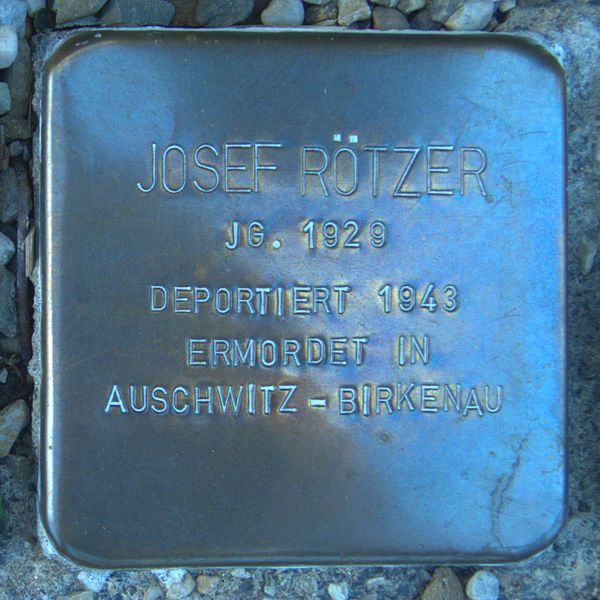 JOSEF RÖTZER
JG. 1929
DEPORTIERT 1943
ERMORDET IN
AUSCHWITZ-BIRKENAU